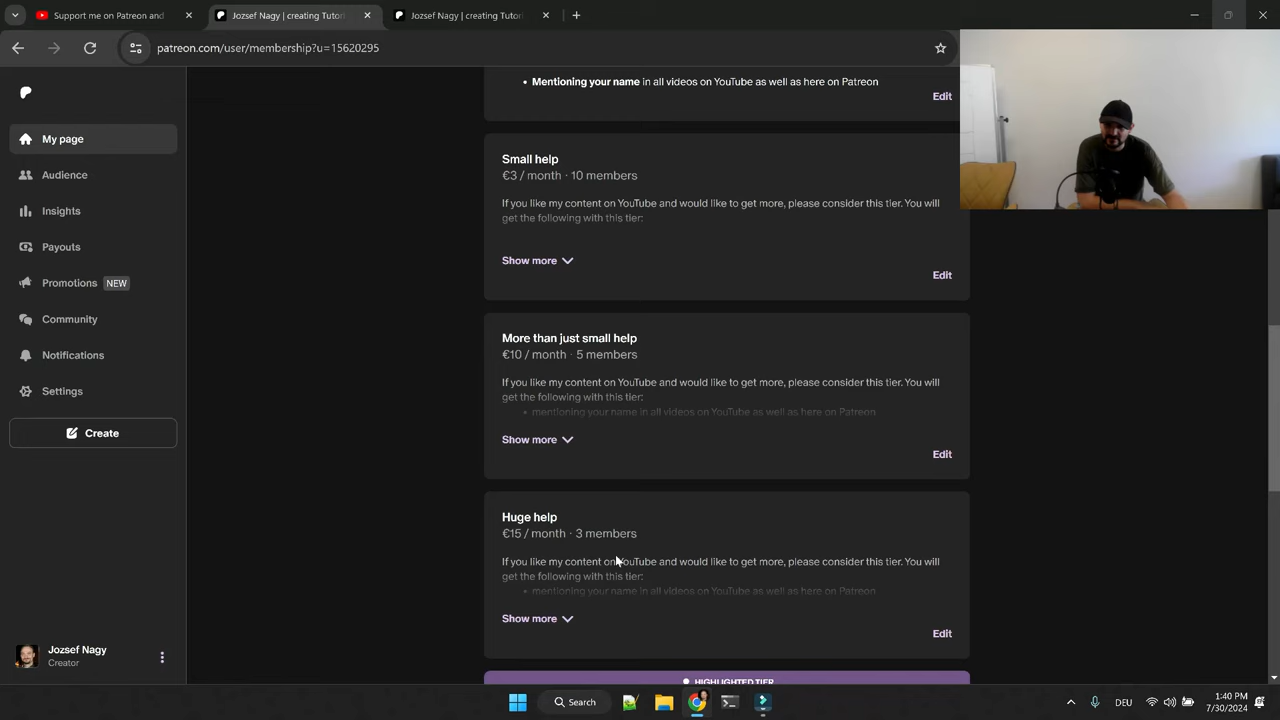 Support me on Patreon and
Jozsef Nagy | creating Tutori
Jozsef Nagy | creating Tutori
patreon.com/user/membership?u=15620295
My page
Audience
Insights
Payouts
Promotions NEW
Community
Notifications
Settings
Create
Jozsef Nagy
Creator
Mentioning your name in all videos on YouTube as well as here on Patreon
Edit
Small help
€3 / month · 10 members
If you like my content on YouTube and would like to get more, please consider this tier. You will
get the following with this tier:
Show more
Edit
More than just small help
€10 / month · 5 members
If you like my content on YouTube and would like to get more, please consider this tier. You will
get the following with this tier:
mentioning your name in all videos on YouTube as well as here on Patreon
Show more
Edit
Huge help
€15 / month · 3 members
If you like my content on YouTube and would like to get more, please consider this tier. You will
get the following with this tier:
mentioning your name in all videos on YouTube as well as here on Patreon
Show more
Edit
HIGHLIGHTED TIER
Search
DEU
1:40 PM
7/30/2024